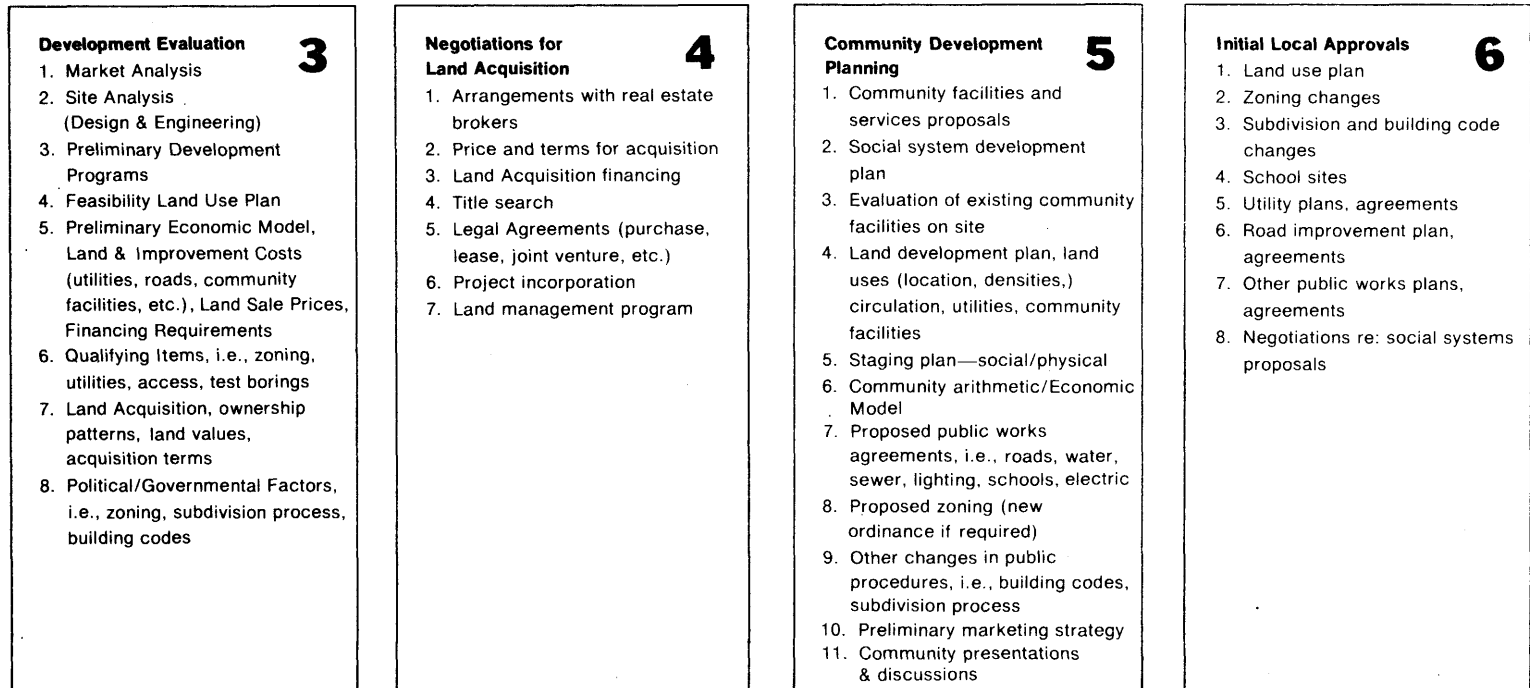 Development Evaluation 3
1. Market Analysis
2. Site Analysis
(Design & Engineering)
3. Preliminary Development
Programs
4. Feasibility Land Use Plan
5. Preliminary Economic Model,
Land & Improvement Costs
(utilities, roads, community
facilities, etc.), Land Sale Prices,
Financing Requirements
6. Qualifying Items, i.e., zoning,
utilities, access, test borings
7. Land Acquisition, ownership
patterns, land values,
acquisition terms
8. Political/Governmental Factors,
i.e., zoning, subdivision process,
building codes
Negotiations for 4
Land Acquisition
1. Arrangements with real estate
brokers
2. Price and terms for acquisition
3. Land Acquisition financing
4. Title search
5. Legal Agreements (purchase,
lease, joint venture, etc.)
6. Project incorporation
7. Land management program
Community Development 5
Planning
1. Community facilities and
services proposals
2. Social system development
plan
3. Evaluation of existing community
facilities on site
4. Land development plan, land
uses (location, densities,)
circulation, utilities, community
facilities
5. Staging plan—social/physical
6. Community arithmetic/Economic
Model
7. Proposed public works
agreements, i.e., roads, water,
sewer, lighting, schools, electric
8. Proposed zoning (new
ordinance if required)
9. Other changes in public
procedures, i.e., building codes,
subdivision process
10. Preliminary marketing strategy
11. Community presentations
& discussions
Initial Local Approvals 6
1. Land use plan
2. Zoning changes
3. Subdivision and building code
changes
4. School sites
5. Utility plans, agreements
6. Road improvement plan,
agreements
7. Other public works plans,
agreements
8. Negotiations re: social systems
proposals